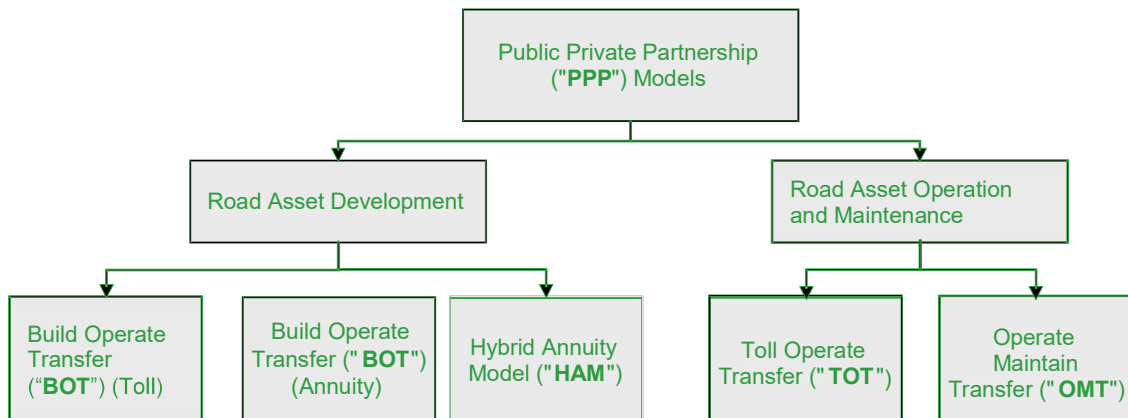 Public Private Partnership
("PPP") Models
Road Asset Development
Road Asset Operation
and Maintenance
Build Operate
Transfer
(“BOT”) (Toll)
Build Operate
Transfer (" BOT")
(Annuity)
Hybrid Annuity
Model ("HAM")
Toll Operate
Transfer (" TOT")
Operate
Maintain
Transfer (" OMT")